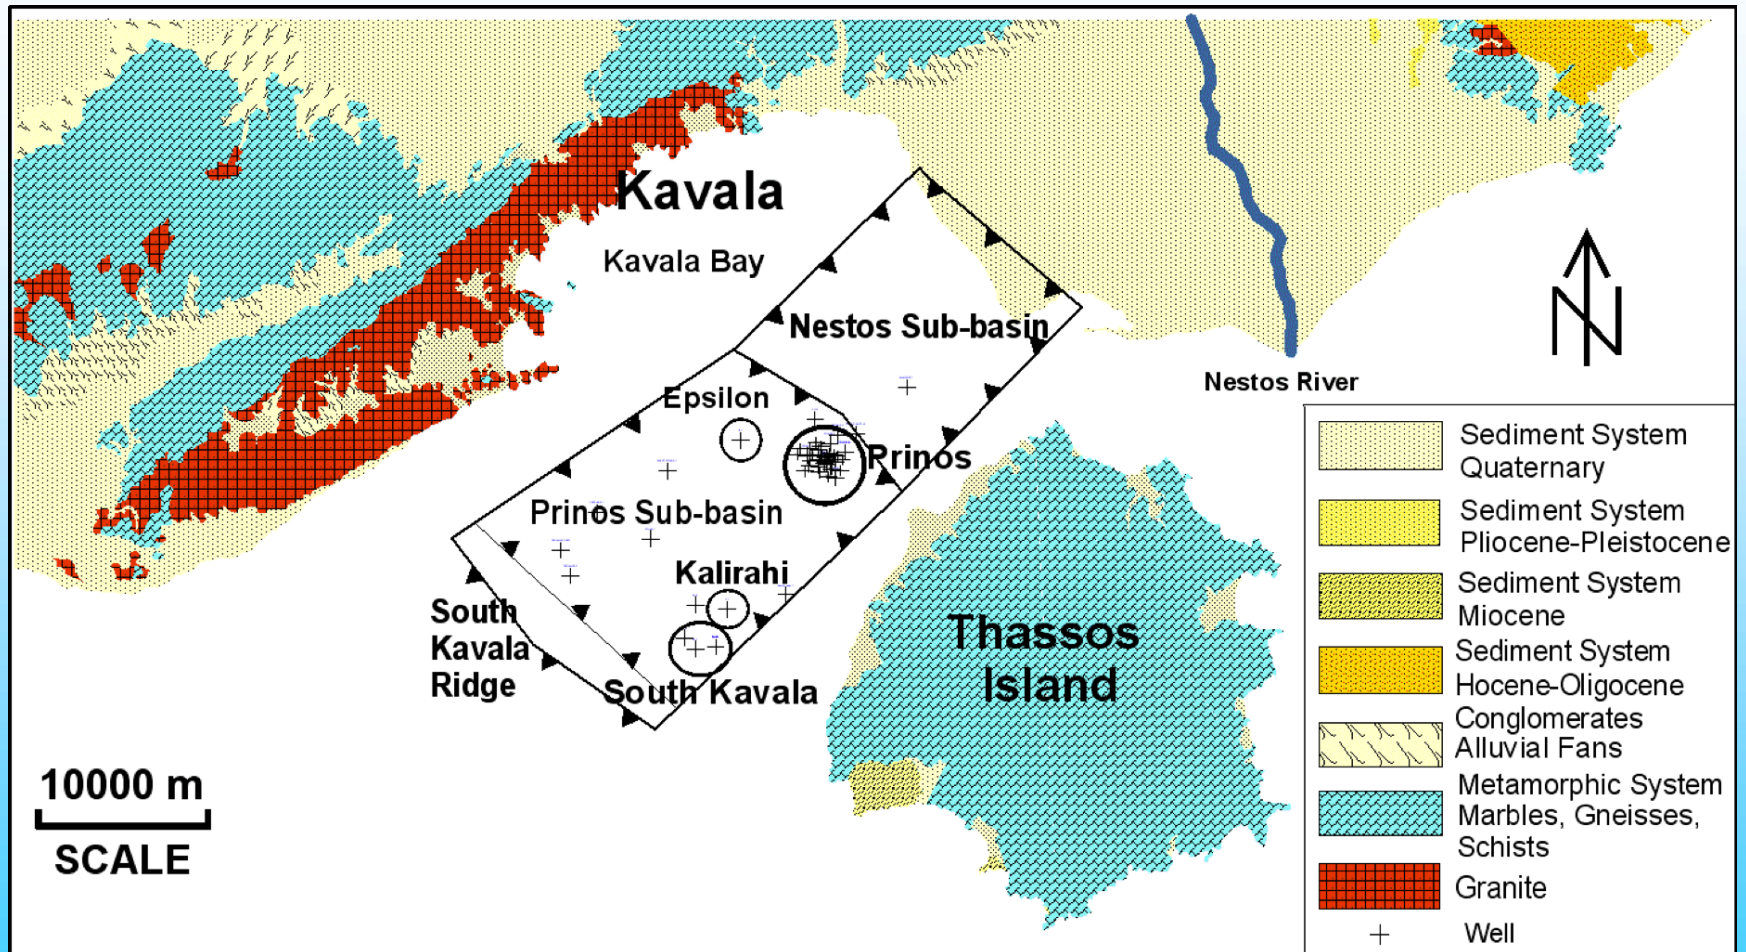 Kavala
Kavala Bay
Nestos Sub-basin
Nestos River
Epsilon
Prinos
Prinos Sub-basin
Kalirahi
South
Kavala
Ridge
South Kavala
Thassos
Island
N
10000 m
SCALE
Sediment System
Quaternary
Sediment System
Pliocene-Pleistocene
Sediment System
Miocene
Sediment System
Hocene-Oligocene
Conglomerates
Alluvial Fans
Metamorphic System
Marbles, Gneisses,
Schists
Granite
Well